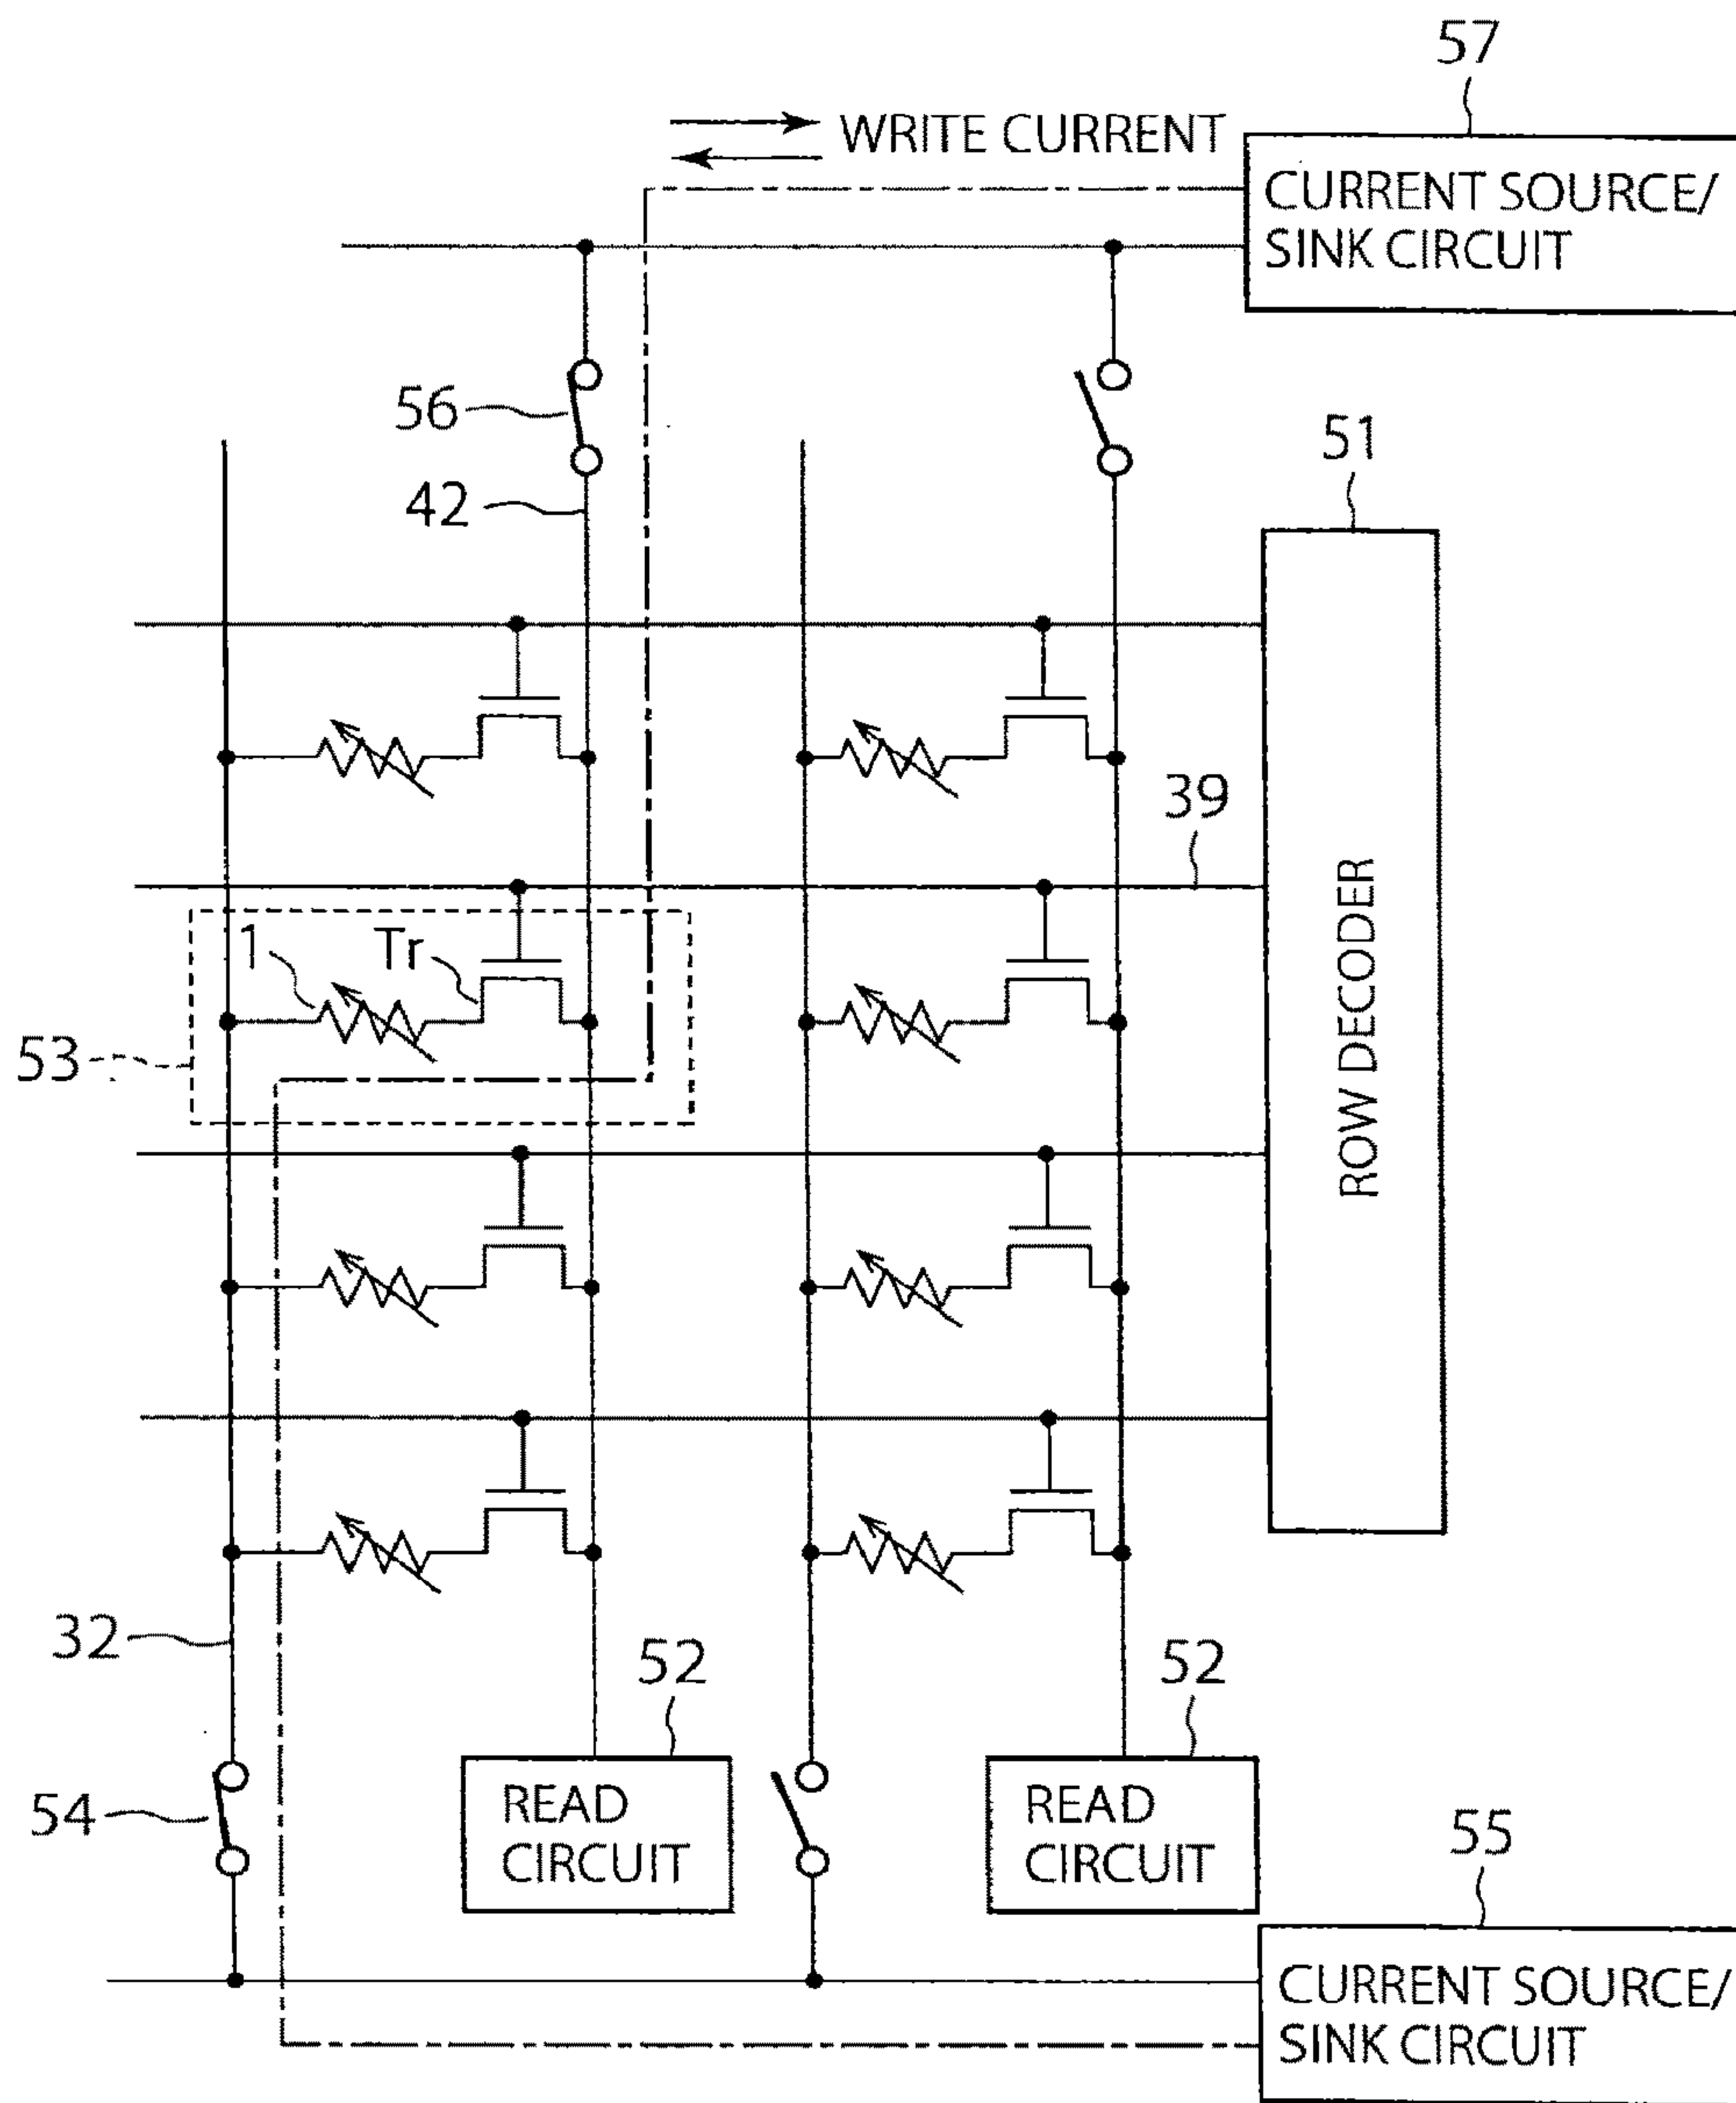 57
WRITE CURRENT
CURRENT SOURCE/
SINK CIRCUIT
56
51
42
39
1
Tr
53
ROW DECODER
32
52
52
READ
CIRCUIT
READ
CIRCUIT
54
55
CURRENT SOURCE/
SINK CIRCUIT